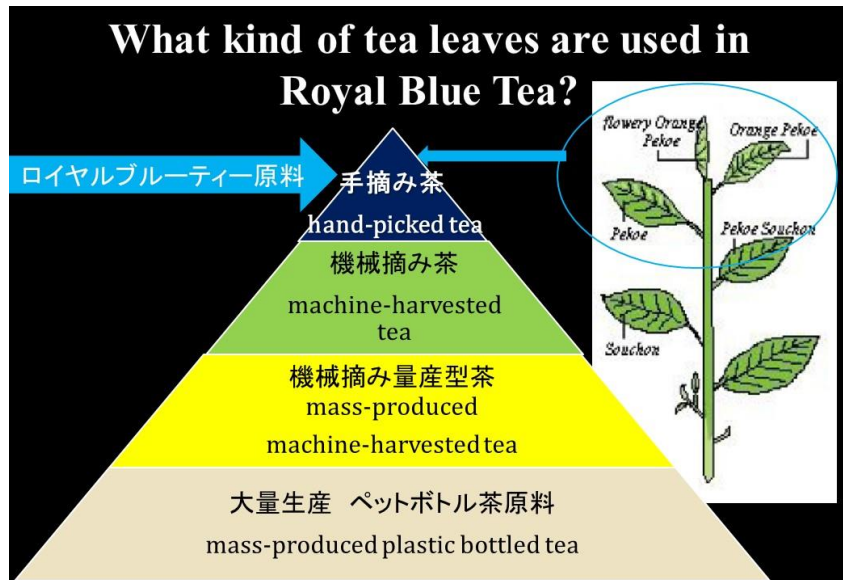 What kind of tea leaves are used in
Royal Blue Tea?
ロイヤルブルーティー原料
手摘み茶
hand-picked tea
機械摘み茶
machine-harvested
tea
機械摘み量産型茶
mass-produced
machine-harvested tea
大量生産　ペットボトル茶原料
mass-produced plastic bottled tea
flowery Orange
Pekoe
Orange Pekoe
Pekoe
Pekoe Souchon
Souchon